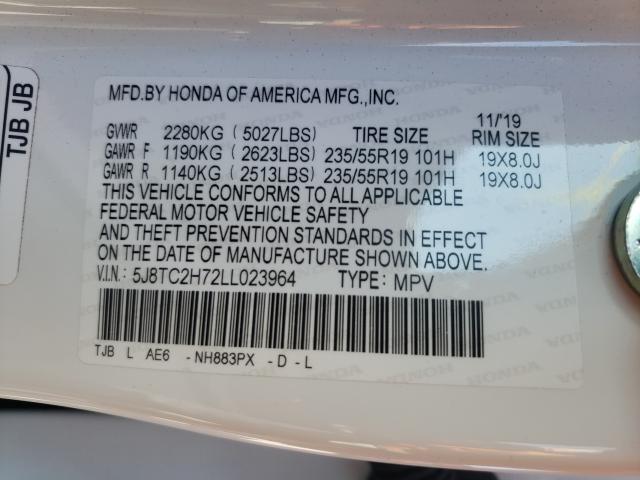 TJB JB
MFD.BY HONDA OF AMERICA MFG.,INC.
11/'19
GVWR 2280KG (5027LBS) TIRE SIZE RIM SIZE
GAWR F 1190KG (2623LBS) 235/55R19 101H 19X8.0J
GAWR R 1140KG (2513LBS) 235/55R19 101H 19X8.0J
THIS VEHICLE CONFORMS TO ALL APPLICABLE
FEDERAL MOTOR VEHICLE SAFETY
AND THEFT PREVENTION STANDARDS IN EFFECT
ON THE DATE OF MANUFACTURE SHOWN ABOVE.
V.I.N.: 5J8TC2H72LL023964 TYPE: MPV
TJB L AE6 -NH883PX -D-L